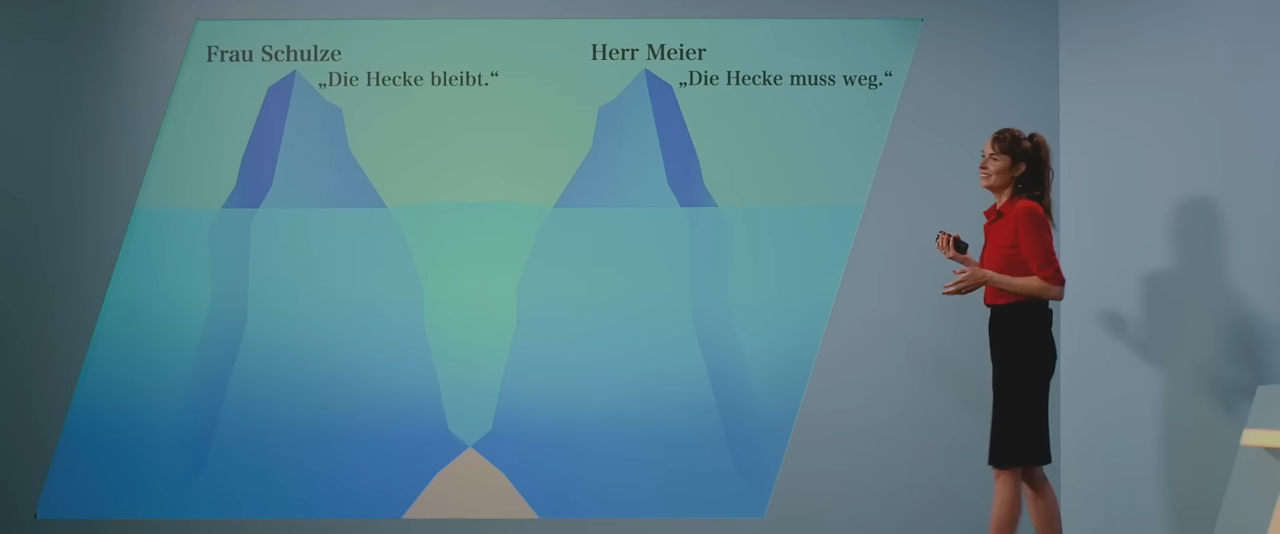 Frau Schulze
„Die Hecke bleibt.“
Herr Meier
„Die Hecke muss weg.“